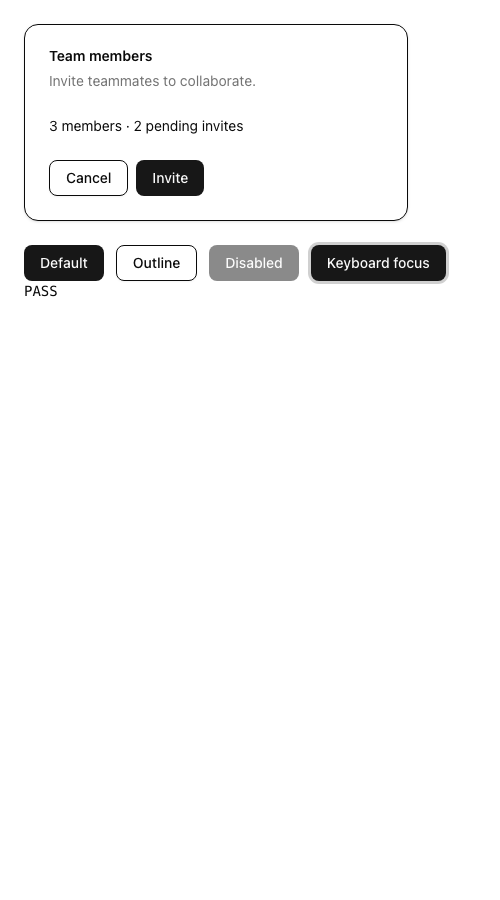 Team members
Invite teammates to collaborate.
3 members · 2 pending invites
Cancel Invite
Default Outline Disabled Keyboard focus
PASS